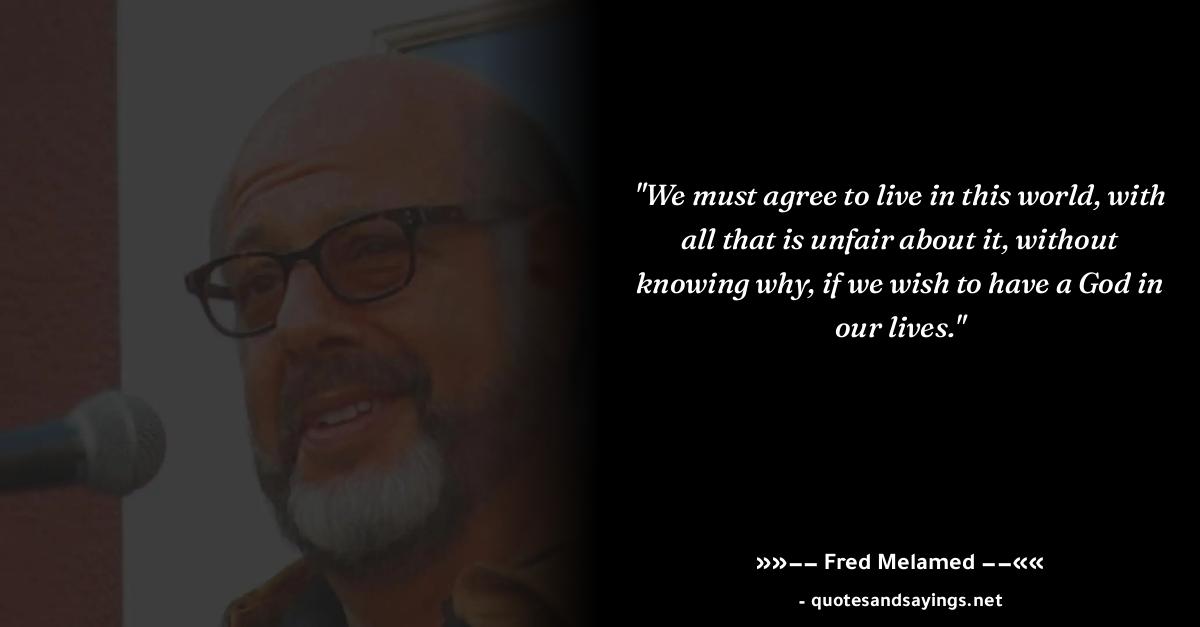 "We must agree to live in this world, with
all that is unfair about it, without
knowing why, if we wish to have a God in
our lives."
»»−− Fred Melamed −−««
- quotesandsayings.net